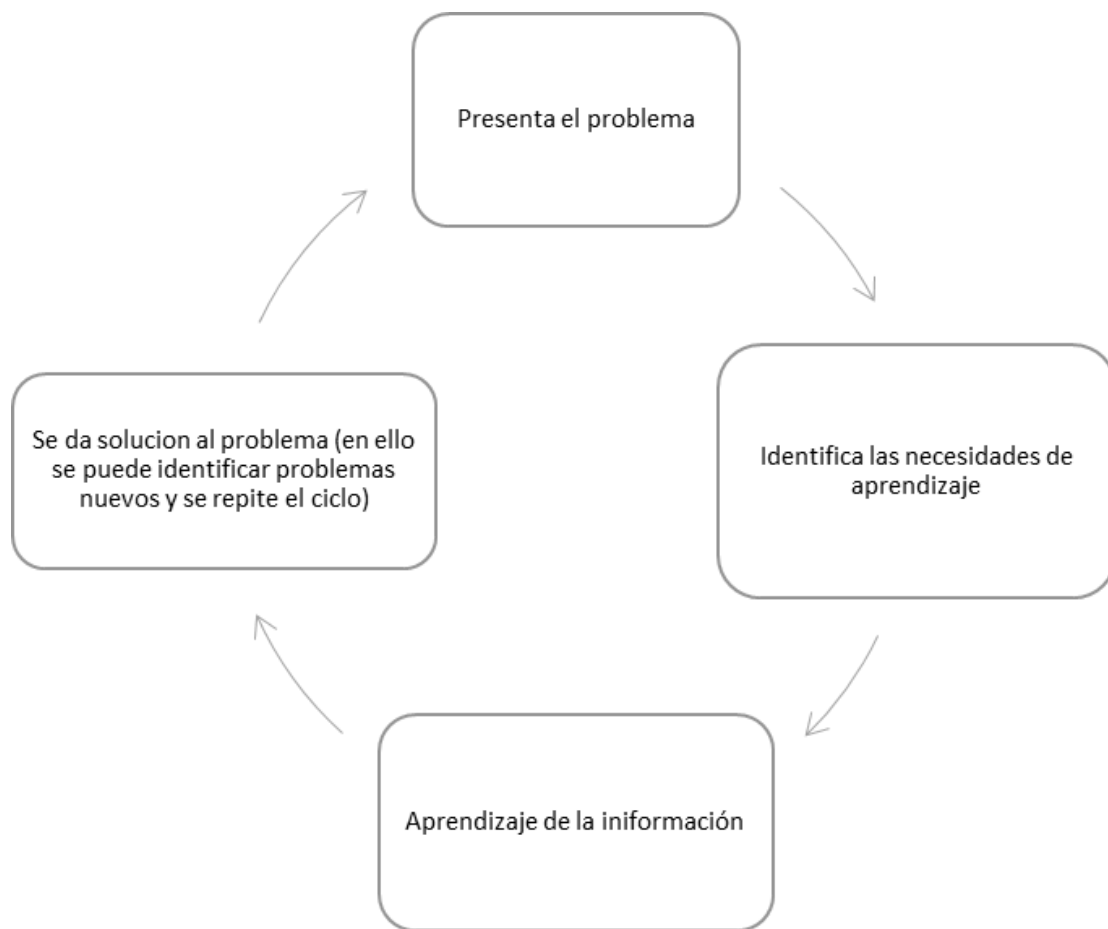 Presenta el problema
Identifica las necesidades de
aprendizaje
Aprendizaje de la iniformación
Se da solucion al problema (en ello
se puede identificar problemas
nuevos y se repite el ciclo)